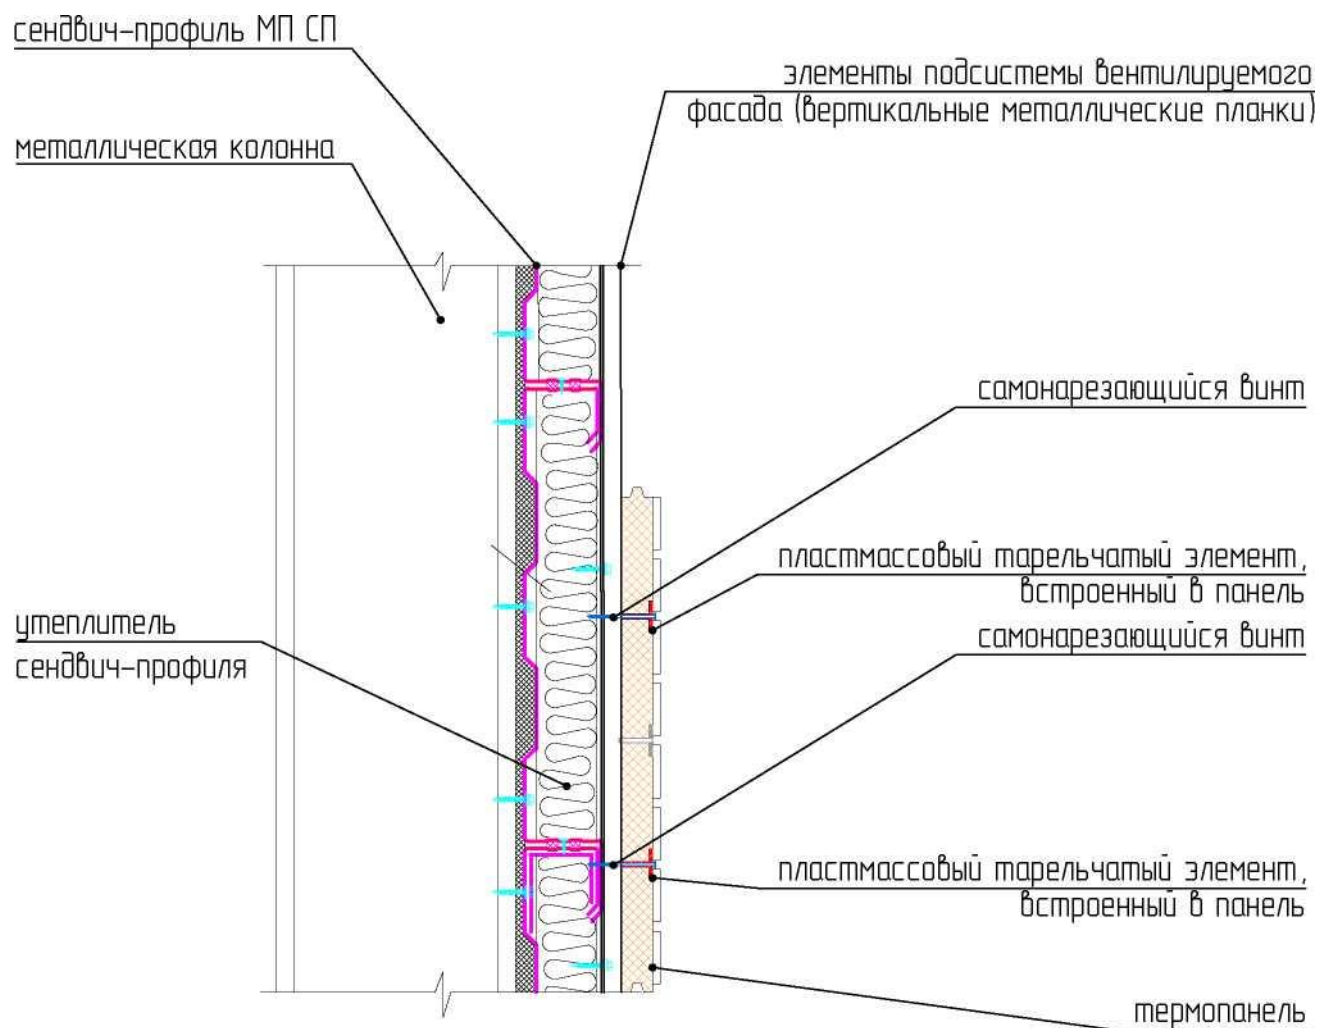 сендвич-профиль МП СП
элементы подсистемы вентилируемого
фасада (вертикальные металлические планки)
металлическая колонна
самонарезающийся винт
пластмассовый тарельчатый элемент,
встроенный в панель
самонарезающийся винт
утеплитель
сендвич-профиля
пластмассовый тарельчатый элемент,
встроенный в панель
термопанель